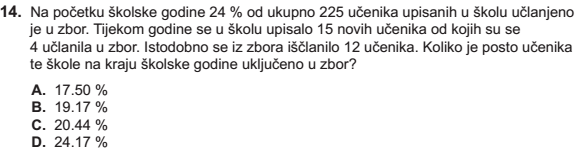 14. Na početku školske godine 24 % od ukupno 225 učenika upisanih u školu učlanjeno
je u zbor. Tijekom godine se u školu upisalo 15 novih učenika od kojih su se
4 učlanila u zbor. Istodobno se iz zbora iščlanilo 12 učenika. Koliko je posto učenika
te škole na kraju školske godine uključeno u zbor?
A. 17.50 %
B. 19.17 %
C. 20.44 %
D. 24.17 %